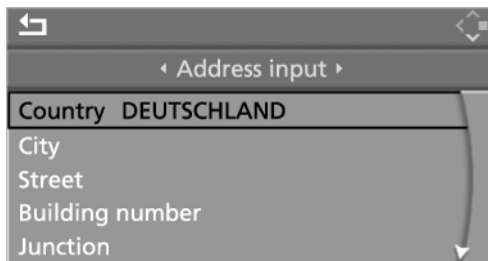 Address input
Country DEUTSCHLAND
City
Street
Building number
Junction